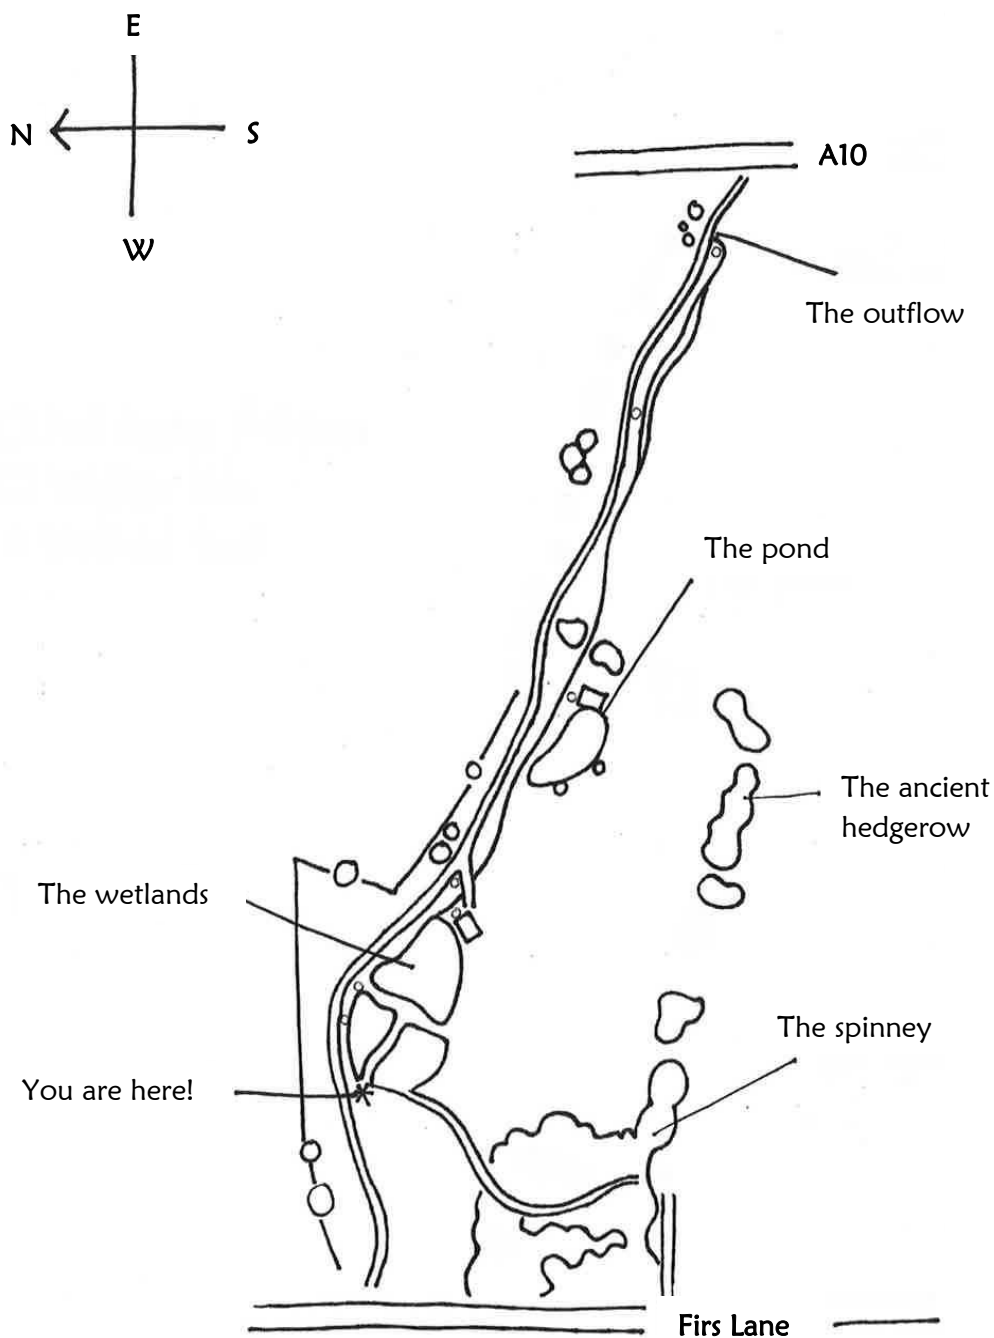 E
N
S
W
A10
The outflow
The pond
The ancient
hedgerow
The wetlands
The spinney
You are here!
Firs Lane